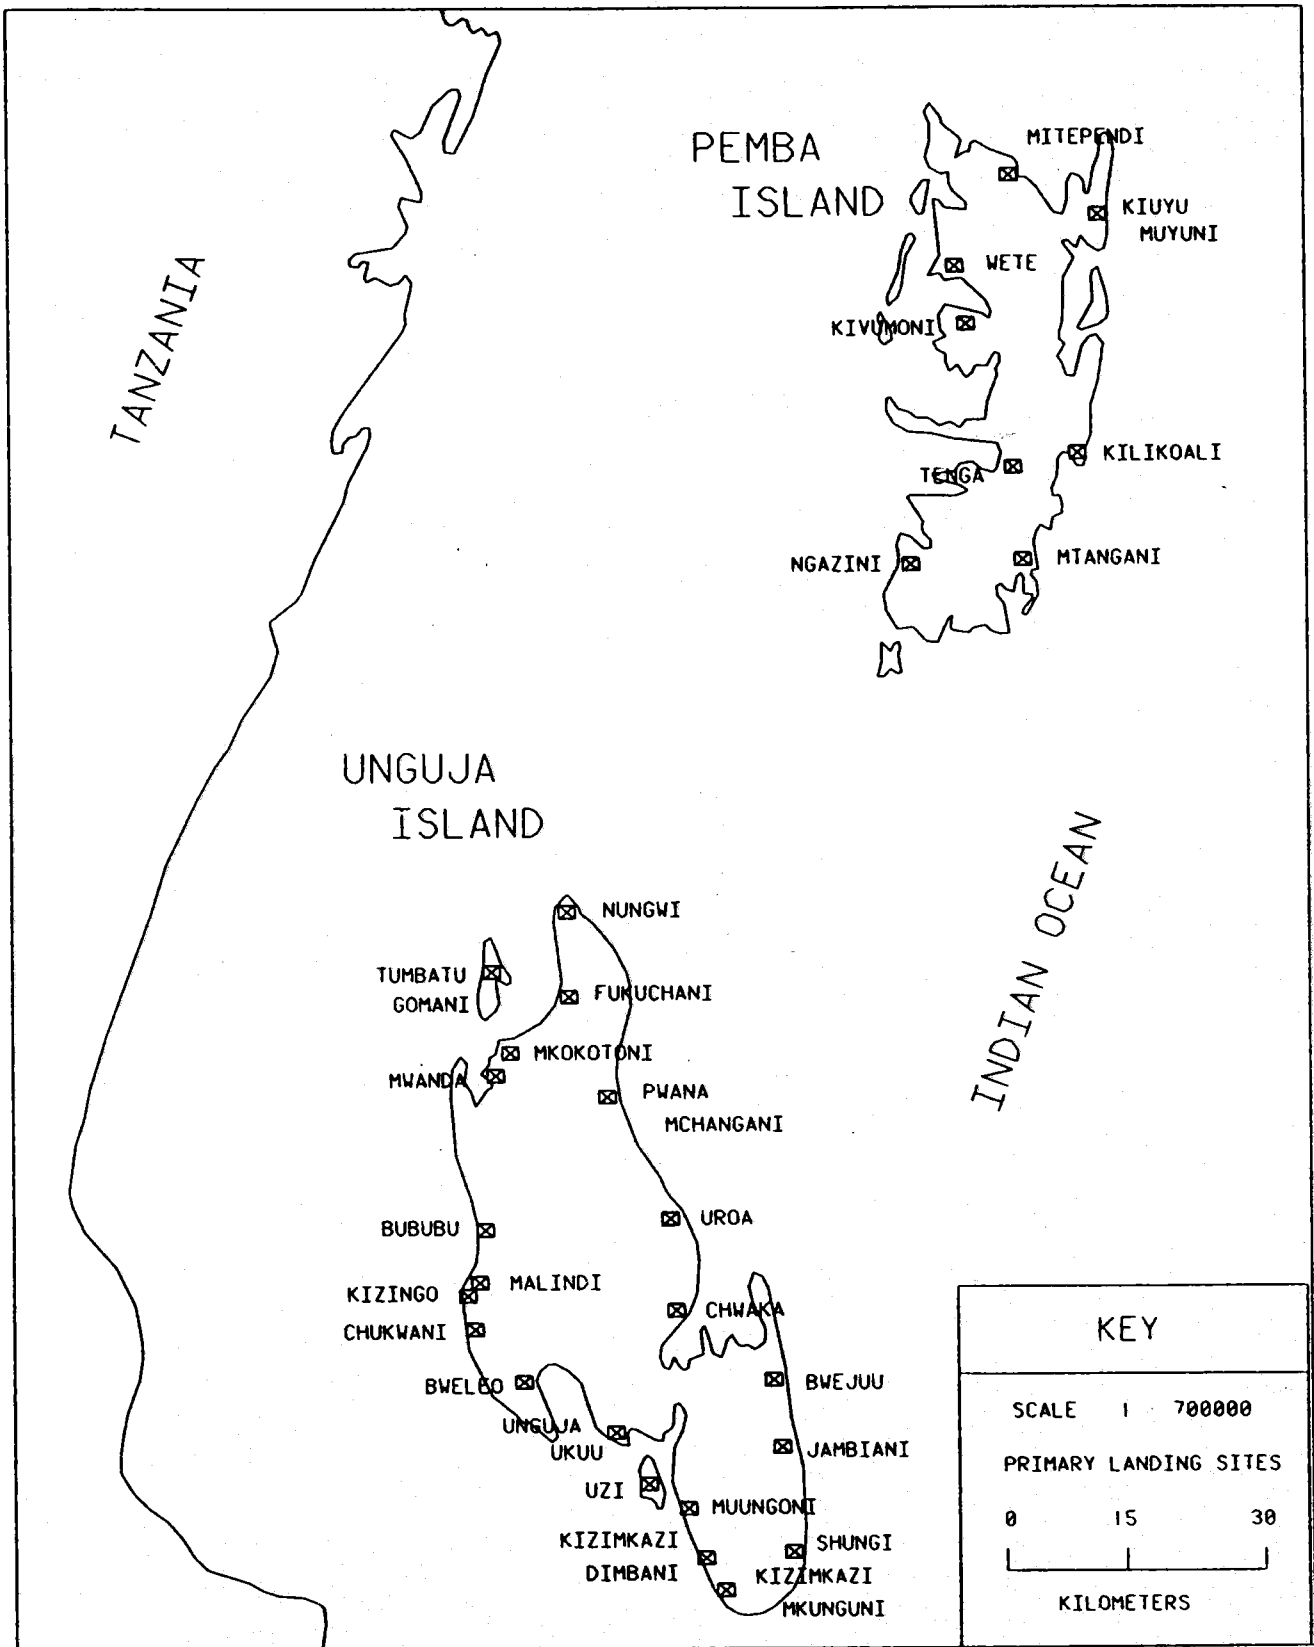 PEMBA
ISLAND
MITEPENDI
KIUYU
MUYUNI
WETE
KIVUMONI
TANZANIA
KILIKOALI
TENGA
NGAZINI
MTANGANI
UNGUJA
ISLAND
INDIAN OCEAN
NUNGWI
TUMBATU
GOMANI
FUKUCHANI
MKOKOTONI
MWANDA
PWANA
MCHANGANI
BUBUBU
UROA
MALINDI
KIZINGO
CHWAKA
CHUKWANI
BWELEO
BWEJUU
UNGUJA
UKUU
JAMBIANI
UZI
MUUNGONI
KIZIMKAZI
DIMBANI
SHUNGI
KIZIMKAZI
MKUNGUNI
KEY
SCALE 1 700000
PRIMARY LANDING SITES
0 15 30
KILOMETERS